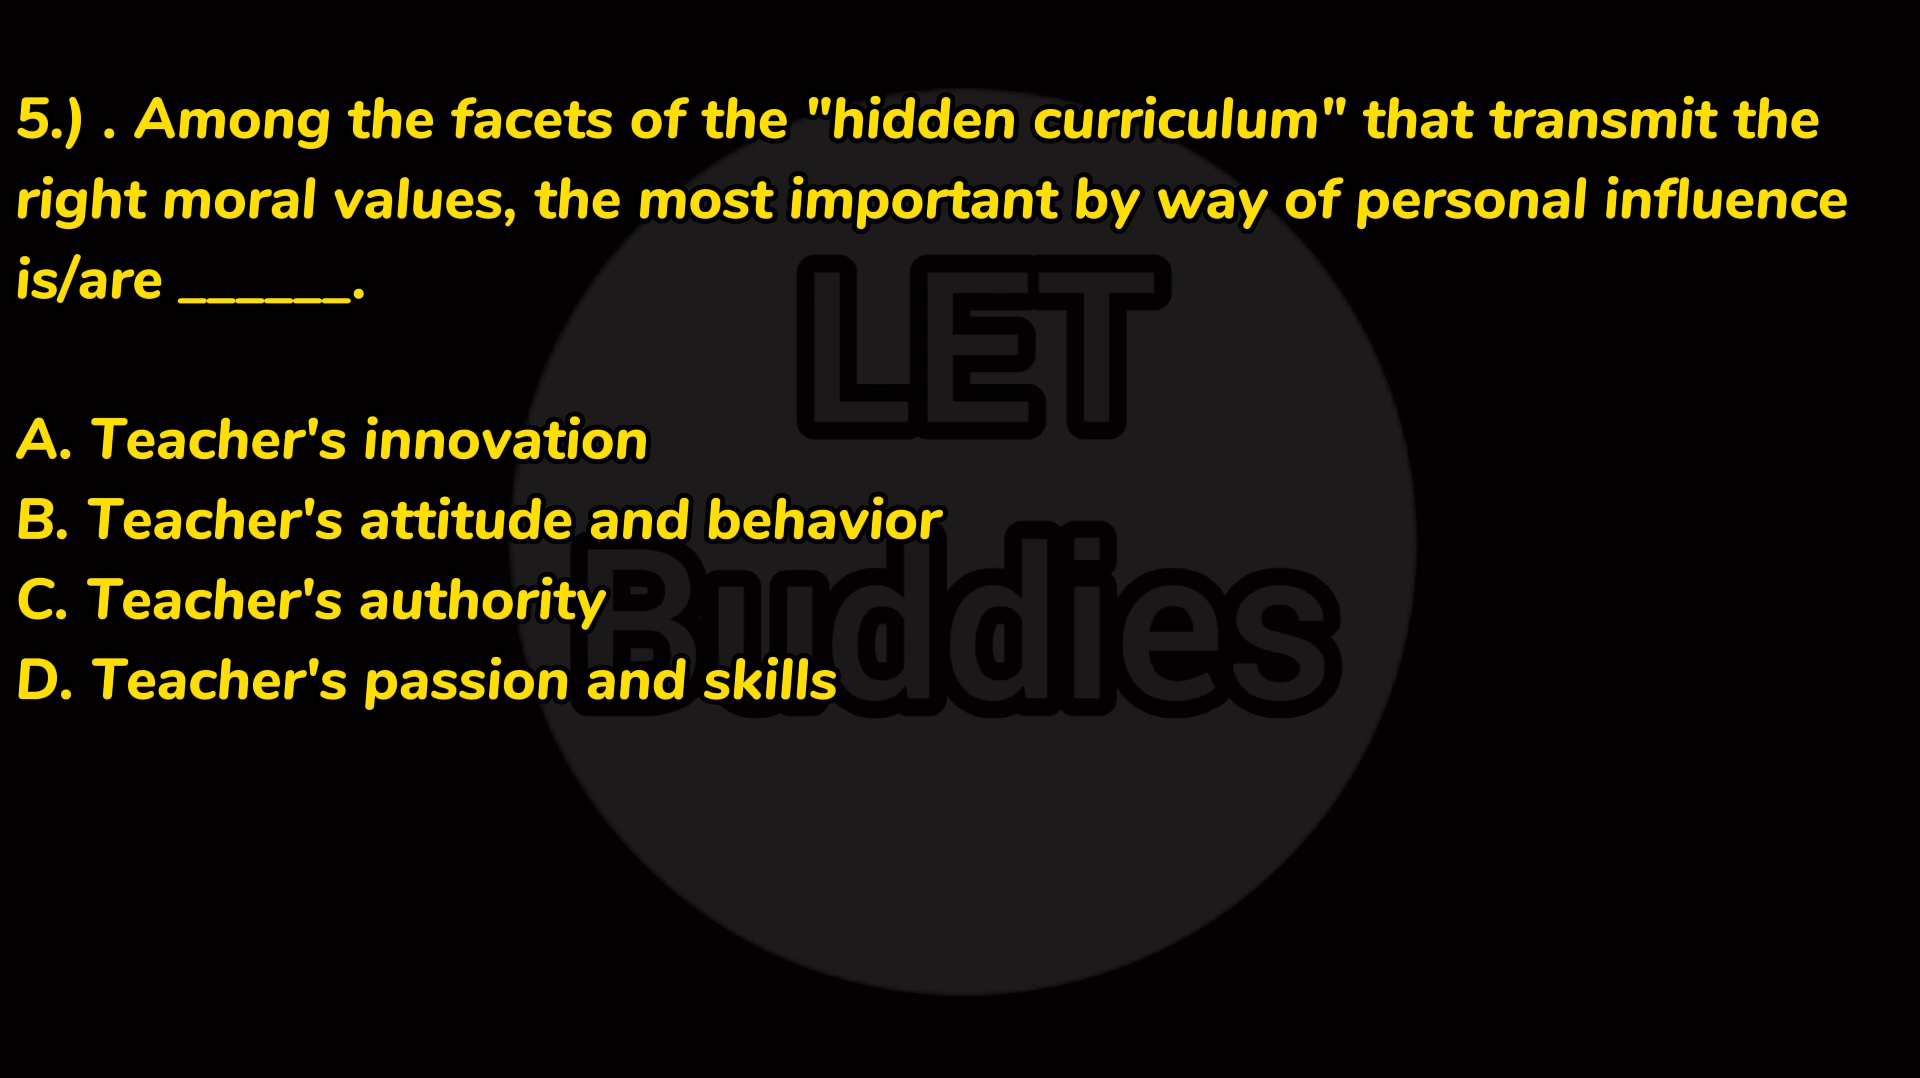 5.) . Among the facets of the "hidden curriculum" that transmit the
right moral values, the most important by way of personal influence
is/are ______.
LET
A. Teacher's innovation
B. Teacher's attitude and behavior
Buddies
C. Teacher's authority
D. Teacher's passion and skills